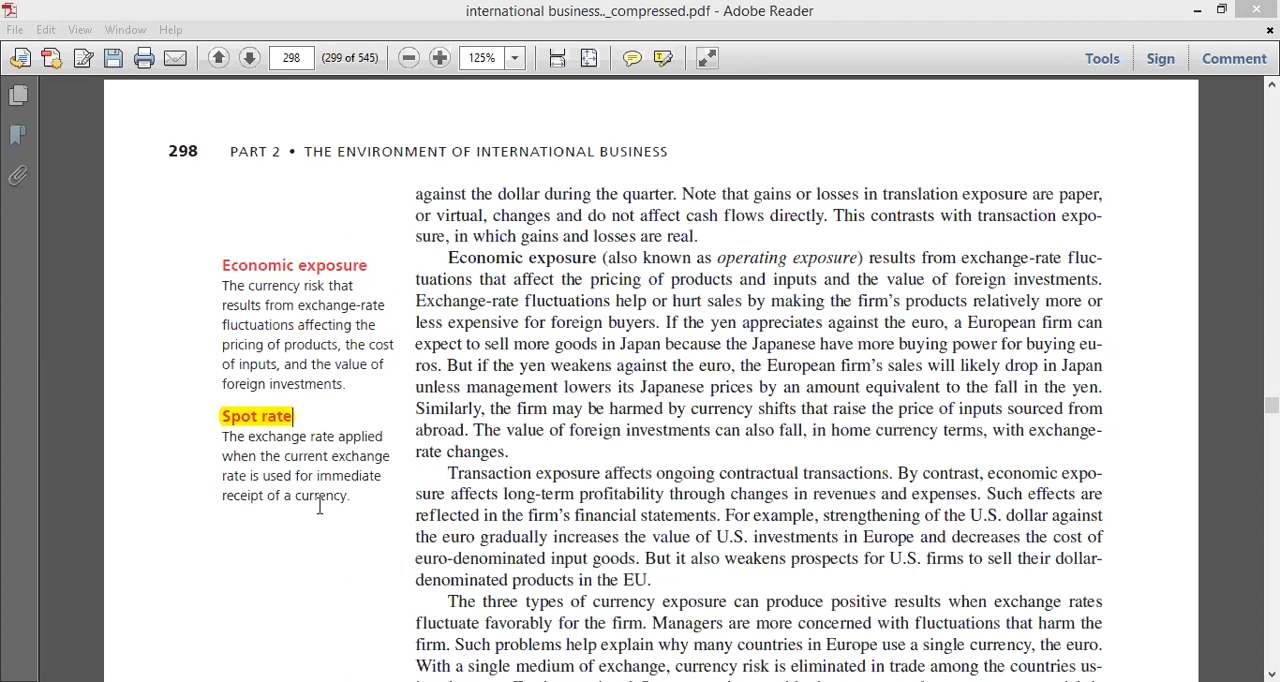 international business.._compressed.pdf - Adobe Reader
File Edit View Window Help
298 (299 of 545) 125% Tools Sign Comment
298 PART 2 • THE ENVIRONMENT OF INTERNATIONAL BUSINESS
against the dollar during the quarter. Note that gains or losses in translation exposure are paper,
or virtual, changes and do not affect cash flows directly. This contrasts with transaction expo-
sure, in which gains and losses are real.
Economic exposure
The currency risk that
results from exchange-rate
fluctuations affecting the
pricing of products, the cost
of inputs, and the value of
foreign investments.
Spot rate
The exchange rate applied
when the current exchange
rate is used for immediate
receipt of a currency.
Economic exposure (also known as operating exposure) results from exchange-rate fluc-
tuations that affect the pricing of products and inputs and the value of foreign investments.
Exchange-rate fluctuations help or hurt sales by making the firm's products relatively more or
less expensive for foreign buyers. If the yen appreciates against the euro, a European firm can
expect to sell more goods in Japan because the Japanese have more buying power for buying eu-
ros. But if the yen weakens against the euro, the European firm's sales will likely drop in Japan
unless management lowers its Japanese prices by an amount equivalent to the fall in the yen.
Similarly, the firm may be harmed by currency shifts that raise the price of inputs sourced from
abroad. The value of foreign investments can also fall, in home currency terms, with exchange-
rate changes.
Transaction exposure affects ongoing contractual transactions. By contrast, economic expo-
sure affects long-term profitability through changes in revenues and expenses. Such effects are
reflected in the firm's financial statements. For example, strengthening of the U.S. dollar against
the euro gradually increases the value of U.S. investments in Europe and decreases the cost of
euro-denominated input goods. But it also weakens prospects for U.S. firms to sell their dollar-
denominated products in the EU.
The three types of currency exposure can produce positive results when exchange rates
fluctuate favorably for the firm. Managers are more concerned with fluctuations that harm the
firm. Such problems help explain why many countries in Europe use a single currency, the euro.
With a single medium of exchange, currency risk is eliminated in trade among the countries us-